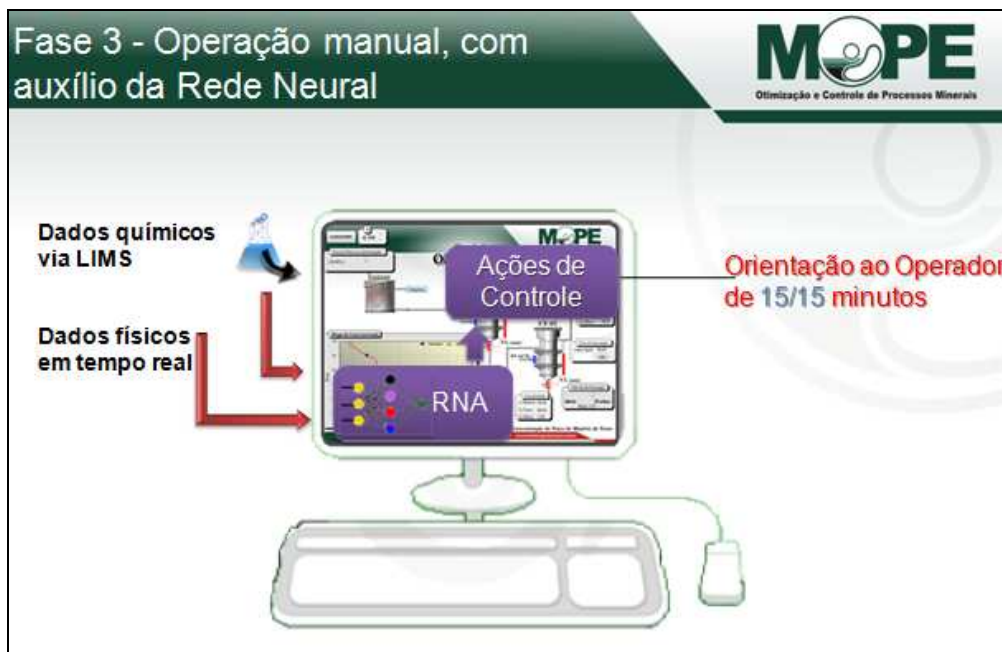 Fase 3 - Operação manual, com
auxílio da Rede Neural
MOPE
Otimização e Controle de Processos Minerais
Dados químicos
via LIMS
Dados físicos
em tempo real
MOPE
Ações de
Controle
RNA
Orientação ao Operador
de 15/15 minutos